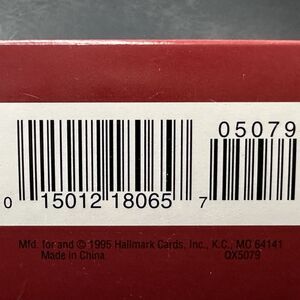 05079
0 15012 18065 7
Mfd. for and © 1995 Hallmark Cards, Inc., K.C., MO 64141
Made in China QX5079